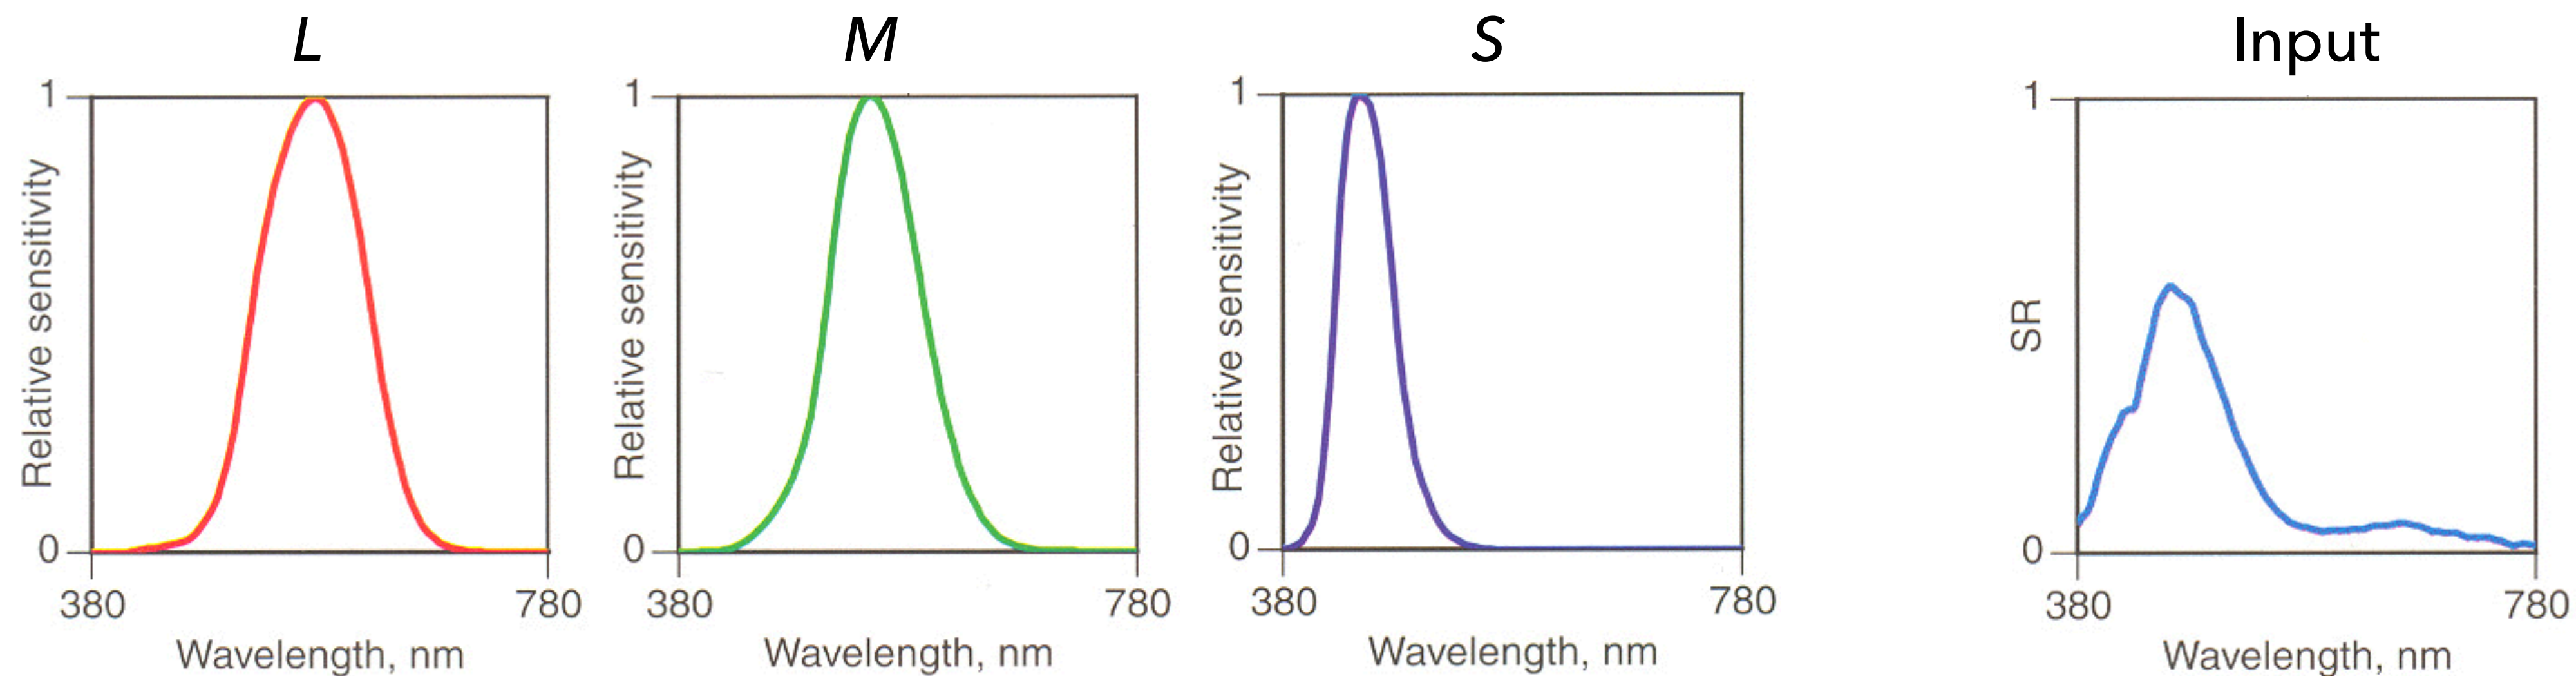 L
1
Relative sensitivity
0
380 780
Wavelength, nm
M
1
Relative sensitivity
0
380 780
Wavelength, nm
S
1
Relative sensitivity
0
380 780
Wavelength, nm
Input
1
SR
0
380 780
Wavelength, nm